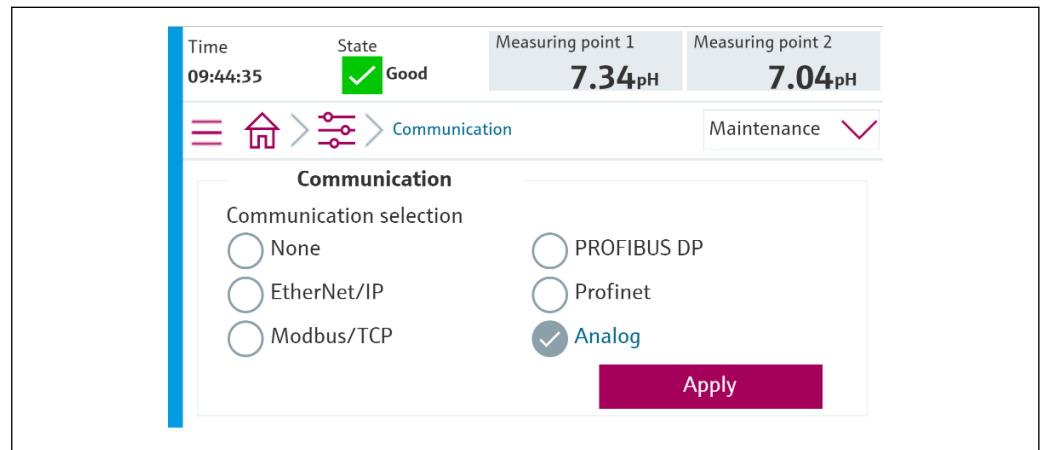 Time State Measuring point 1 Measuring point 2
09:44:35 Good 7.34pH 7.04pH
Communication Maintenance
Communication
Communication selection
None PROFIBUS DP
EtherNet/IP Profinet
Modbus/TCP Analog
Apply